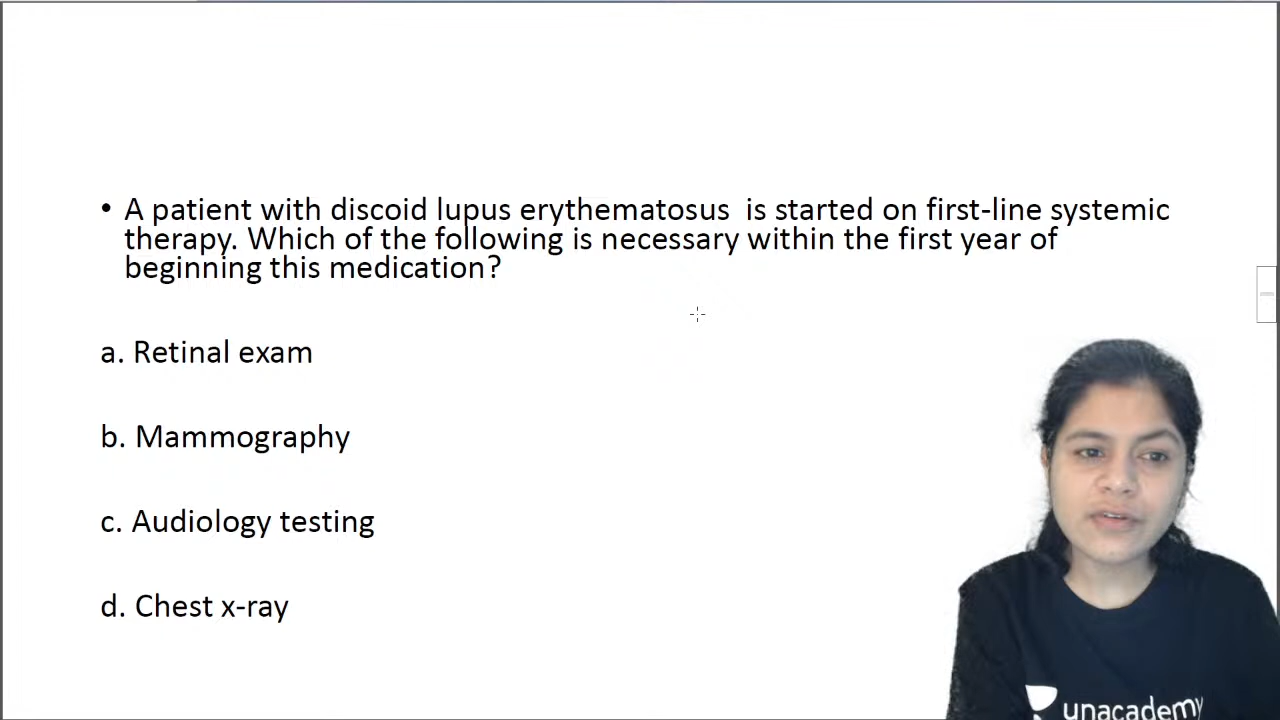 • A patient with discoid lupus erythematosus is started on first-line systemic
therapy. Which of the following is necessary within the first year of
beginning this medication?
a. Retinal exam
b. Mammography
c. Audiology testing
d. Chest x-ray
unacademy